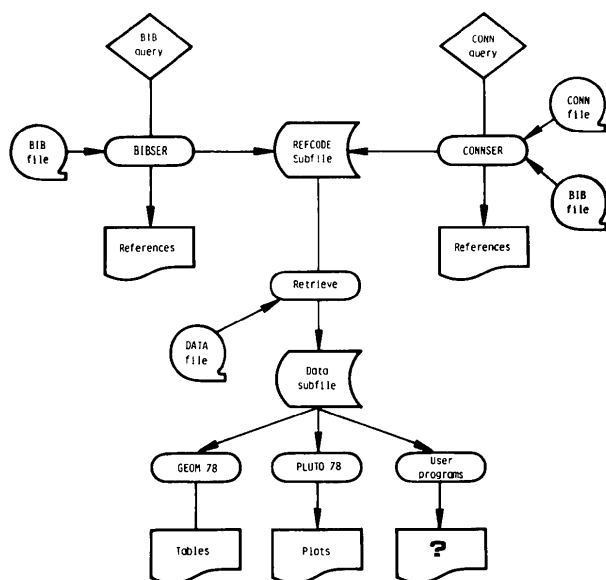 BIB
query
CONN
query
CONN
file
BIB
file
BIBSER
REFCODE
Subfile
CONNSER
BIB
file
References
References
Retrieve
DATA
file
Data
subfile
GEOM 78
PLUTO 78
User
programs
Tables
Plots
?